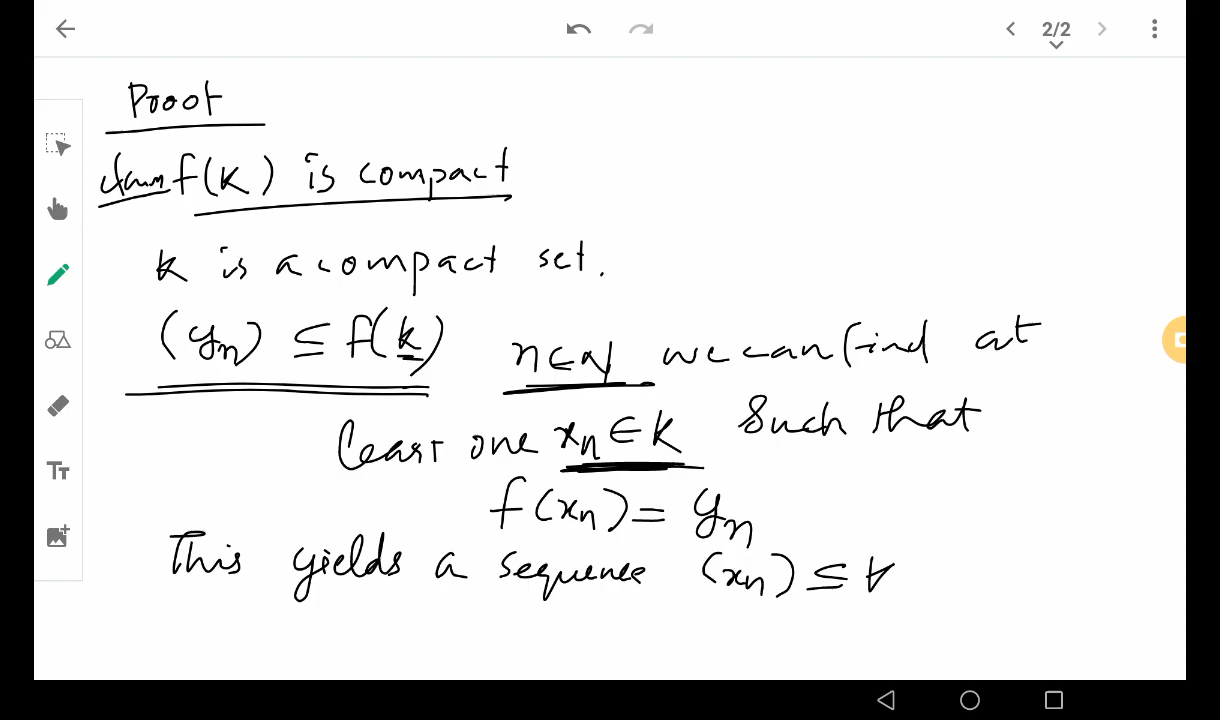 2/2
Proof
claim f(K) is compact
K is a compact set.
(yn) ⊆ f(K) n∈N we can find at
least one xn ∈ K such that
f(xn) = yn
This yields a sequence (xn) ⊆
TT